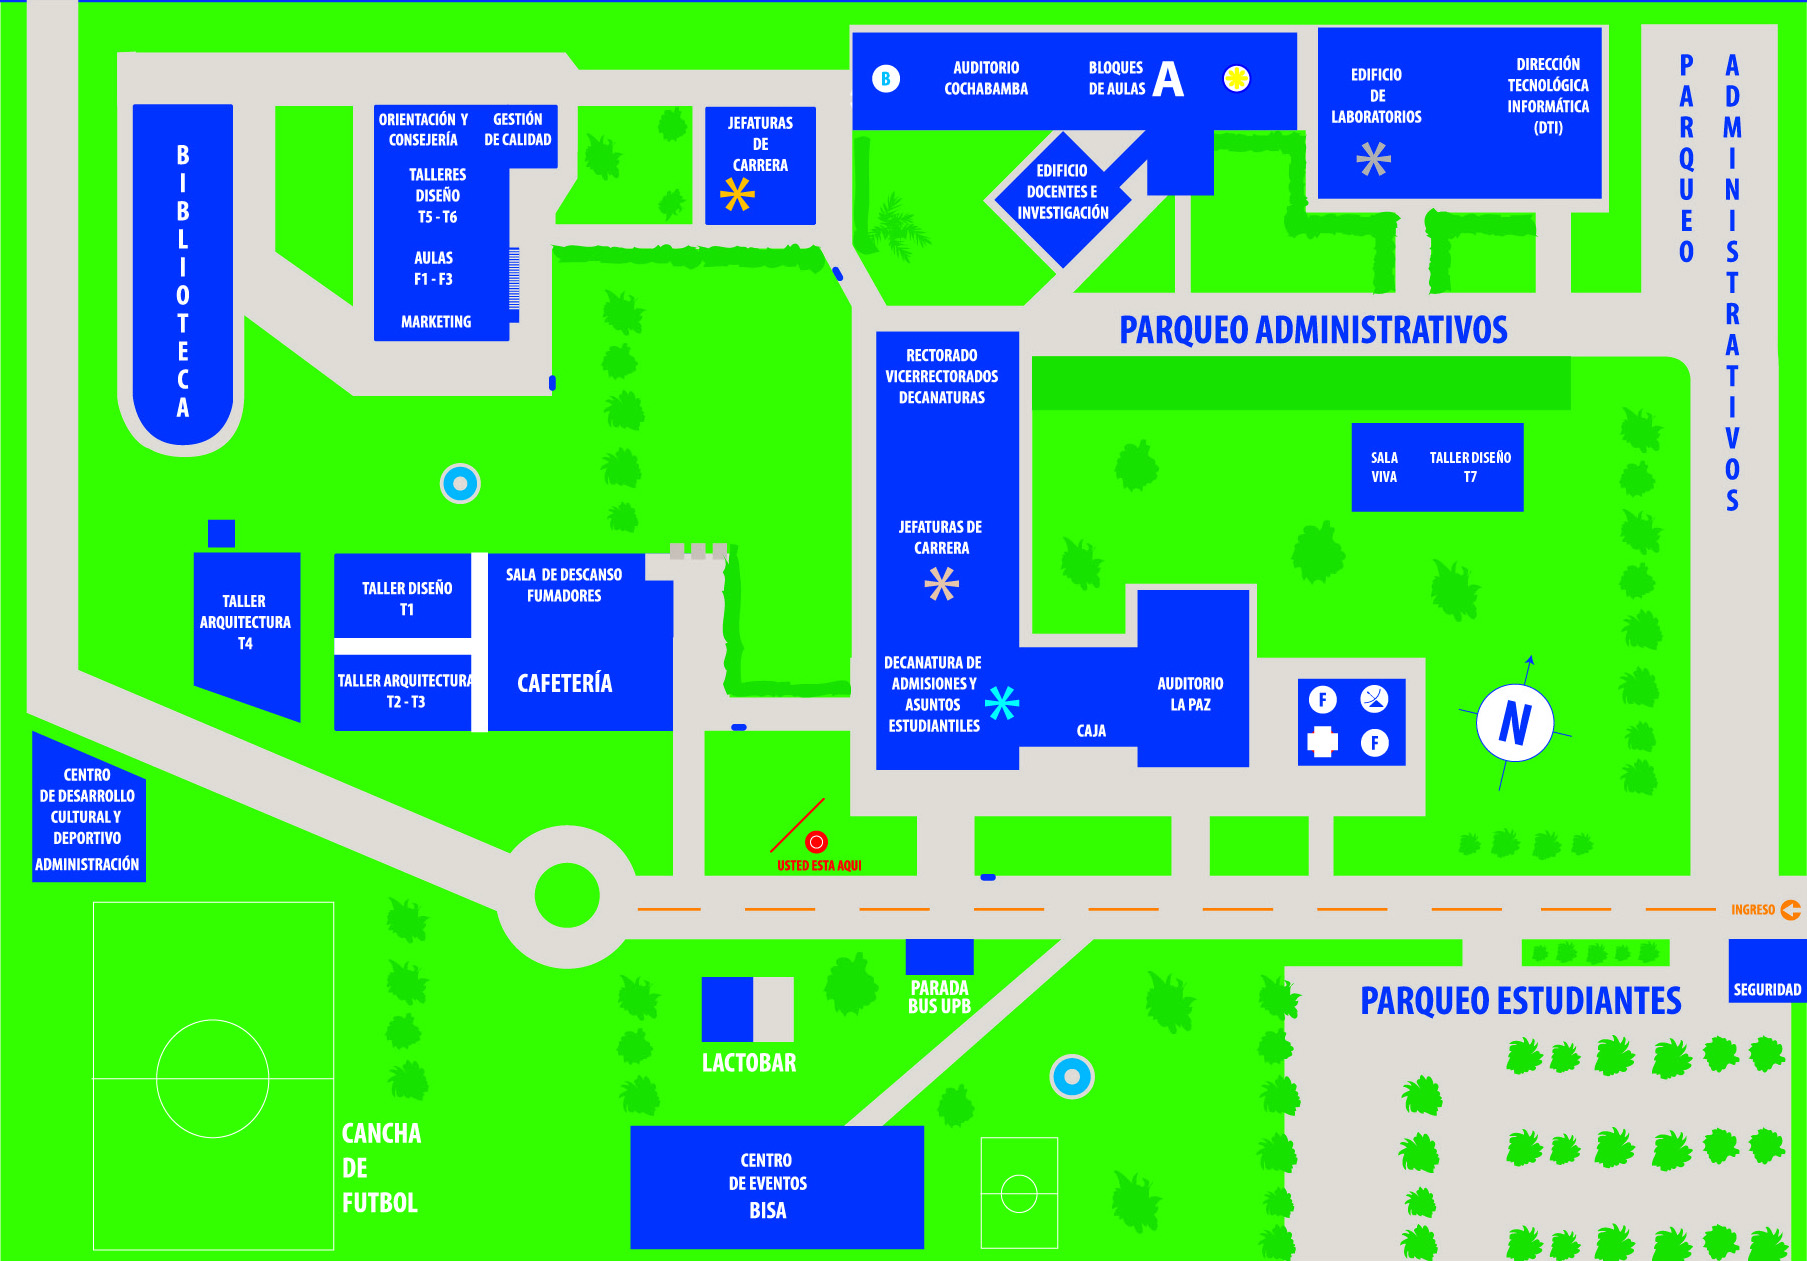 B
AUDITORIO
COCHABAMBA
BLOQUES
DE AULAS
A
EDIFICIO
DE
LABORATORIOS
DIRECCIÓN
TECNOLÓGICA
INFORMÁTICA
(DTI)
PARQUEO
ADMINISTRATIVOS
BIBLIOTECA
ORIENTACIÓN Y
CONSEJERÍA
GESTIÓN
DE CALIDAD
TALLERES
DISEÑO
T5 - T6
AULAS
F1 - F3
MARKETING
JEFATURAS
DE
CARRERA
EDIFICIO
DOCENTES E
INVESTIGACIÓN
PARQUEO ADMINISTRATIVOS
RECTORADO
VICERRECTORADOS
DECANATURAS
JEFATURAS DE
CARRERA
DECANATURA DE
ADMISIONES Y
ASUNTOS
ESTUDIANTILES
CAJA
AUDITORIO
LA PAZ
SALA
VIVA
TALLER DISEÑO
T7
F
F
N
TALLER
ARQUITECTURA
T4
TALLER DISEÑO
T1
TALLER ARQUITECTURA
T2 - T3
SALA DE DESCANSO
FUMADORES
CAFETERÍA
CENTRO
DE DESARROLLO
CULTURAL Y
DEPORTIVO
ADMINISTRACIÓN
USTED ESTA AQUI
INGRESO
SEGURIDAD
PARQUEO ESTUDIANTES
PARADA
BUS UPB
LACTOBAR
CANCHA
DE
FUTBOL
CENTRO
DE EVENTOS
BISA